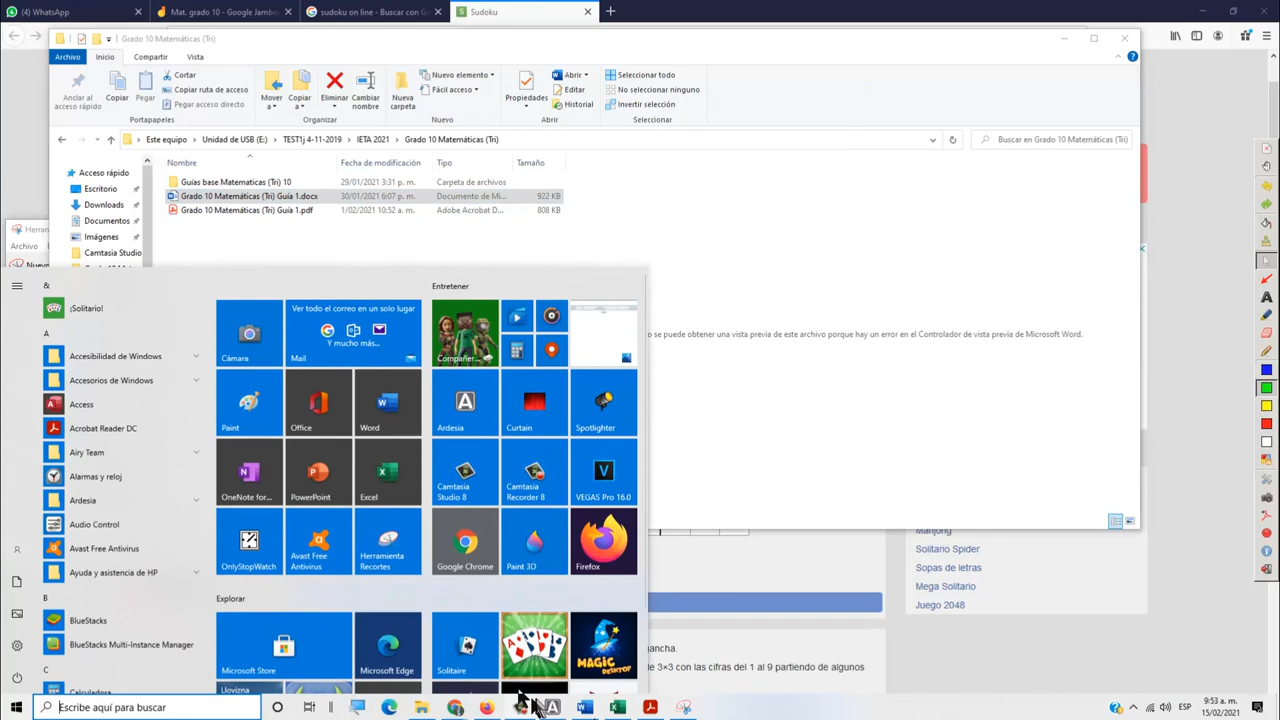 (4) WhatsApp
Mat. grado 10 - Google Jamboa
sudoku on line - Buscar con G
Sudoku
Grado 10 Matemáticas (Tri)
Archivo
Inicio
Compartir
Vista
Anclar al acceso rápido
Copiar
Pegar
Cortar
Copiar ruta de acceso
Pegar acceso directo
Mover a
Copiar a
Eliminar
Cambiar nombre
Nueva carpeta
Nuevo elemento
Fácil acceso
Propiedades
Abrir
Editar
Historial
Seleccionar todo
No seleccionar ninguno
Invertir selección
Portapapeles
Organizar
Nuevo
Abrir
Seleccionar
Este equipo > Unidad de USB (E:) > TEST1j 4-11-2019 > IETA 2021 > Grado 10 Matemáticas (Tri)
Buscar en Grado 10 Matemáticas (Tri)
Nombre
Fecha de modificación
Tipo
Tamaño
Guías base Matematicas (Tri) 10
29/01/2021 3:31 p. m.
Carpeta de archivos
Grado 10 Matemáticas (Tri) Guía 1.docx
30/01/2021 6:07 p. m.
Documento de Mi...
922 KB
Grado 10 Matemáticas (Tri) Guía 1.pdf
1/02/2021 10:52 a. m.
Adobe Acrobat D...
808 KB
Acceso rápido
Escritorio
Downloads
Documentos
Imágenes
Camtasia Studio
Herran
Archivo
Nuevo
o se puede obtener una vista previa de este archivo porque hay un error en el Controlador de vista previa de Microsoft Word.
&
¡Solitario!
A
Accesibilidad de Windows
Accesorios de Windows
Access
Acrobat Reader DC
Airy Team
Alarmas y reloj
Ardesia
Audio Control
Avast Free Antivirus
Ayuda y asistencia de HP
B
BlueStacks
BlueStacks Multi-Instance Manager
C
Calculadora
Cámara
Ver todo el correo en un solo lugar
Y mucho más...
Mail
Paint
Office
Word
OneNote for...
PowerPoint
Excel
OnlyStopWatch
Avast Free Antivirus
Herramienta Recortes
Explorar
Microsoft Store
Microsoft Edge
Llovizna
Entretener
Compañer...
Ardesia
Curtain
Spotlighter
Camtasia Studio 8
Camtasia Recorder 8
VEGAS Pro 16.0
Google Chrome
Paint 3D
Firefox
Solitaire
MAGIC DESKTOP
Mahjong
Solitario Spider
Sopas de letras
Mega Solitario
Juego 2048
gancha.
de 3×3 con las cifras del 1 al 9 partiendo de algunos
Escribe aquí para buscar
ESP
9:53 a. m.
15/02/2021